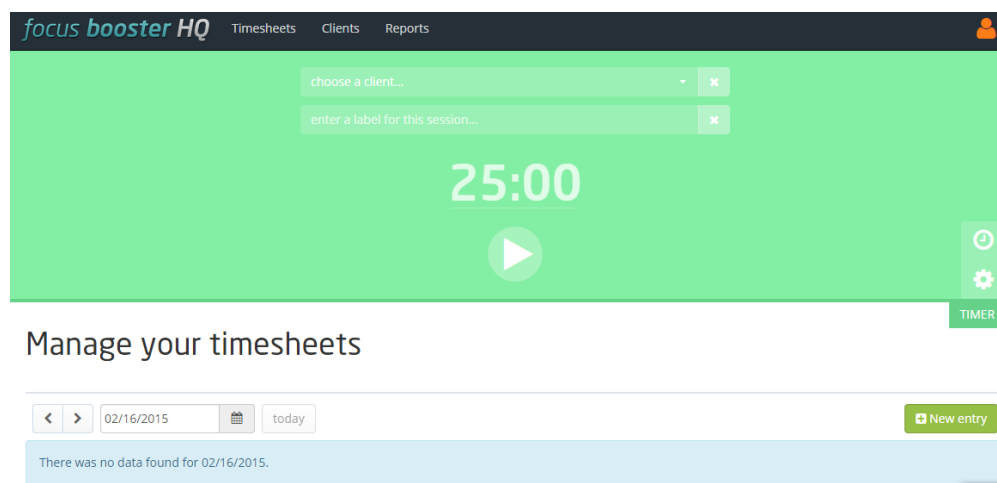 focus booster HQ Timesheets Clients Reports
choose a client...
enter a label for this session...
25:00
TIMER
Manage your timesheets
02/16/2015 today New entry
There was no data found for 02/16/2015.